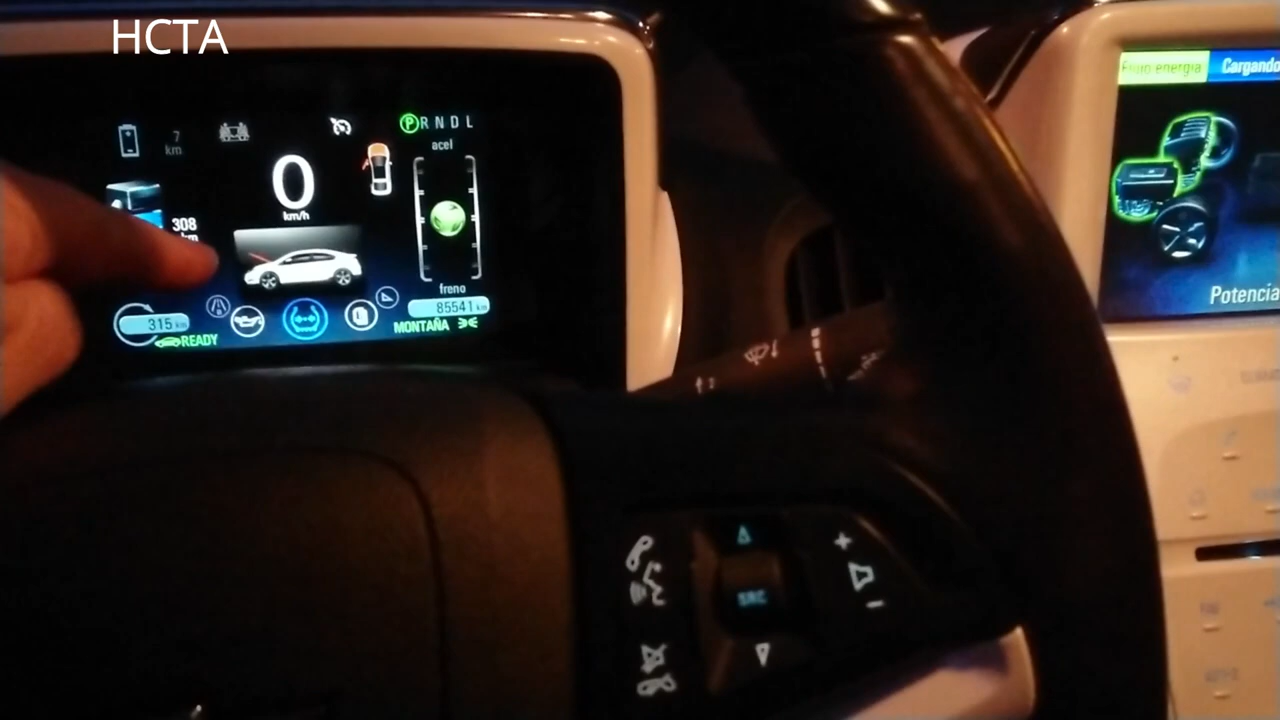 HCTA
P R N D L
acel
7
km
0
km/h
308
km
freno
85541 km
315 km
MONTAÑA
READY
Flujo energía
Cargando
Potencia
SRC